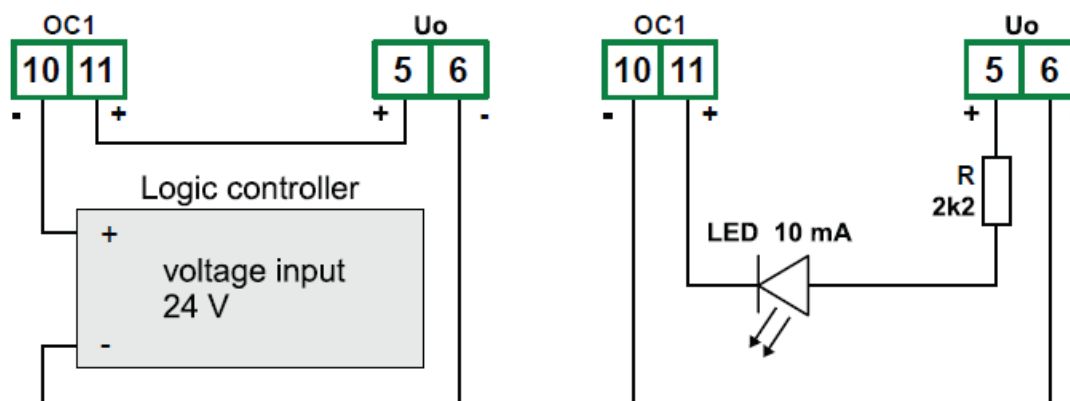 OC1
Uo
10 11
5 6
- +
+ -
Logic controller
+
voltage input
24 V
-
OC1
Uo
10 11
5 6
- +
+
R
2k2
LED 10 mA